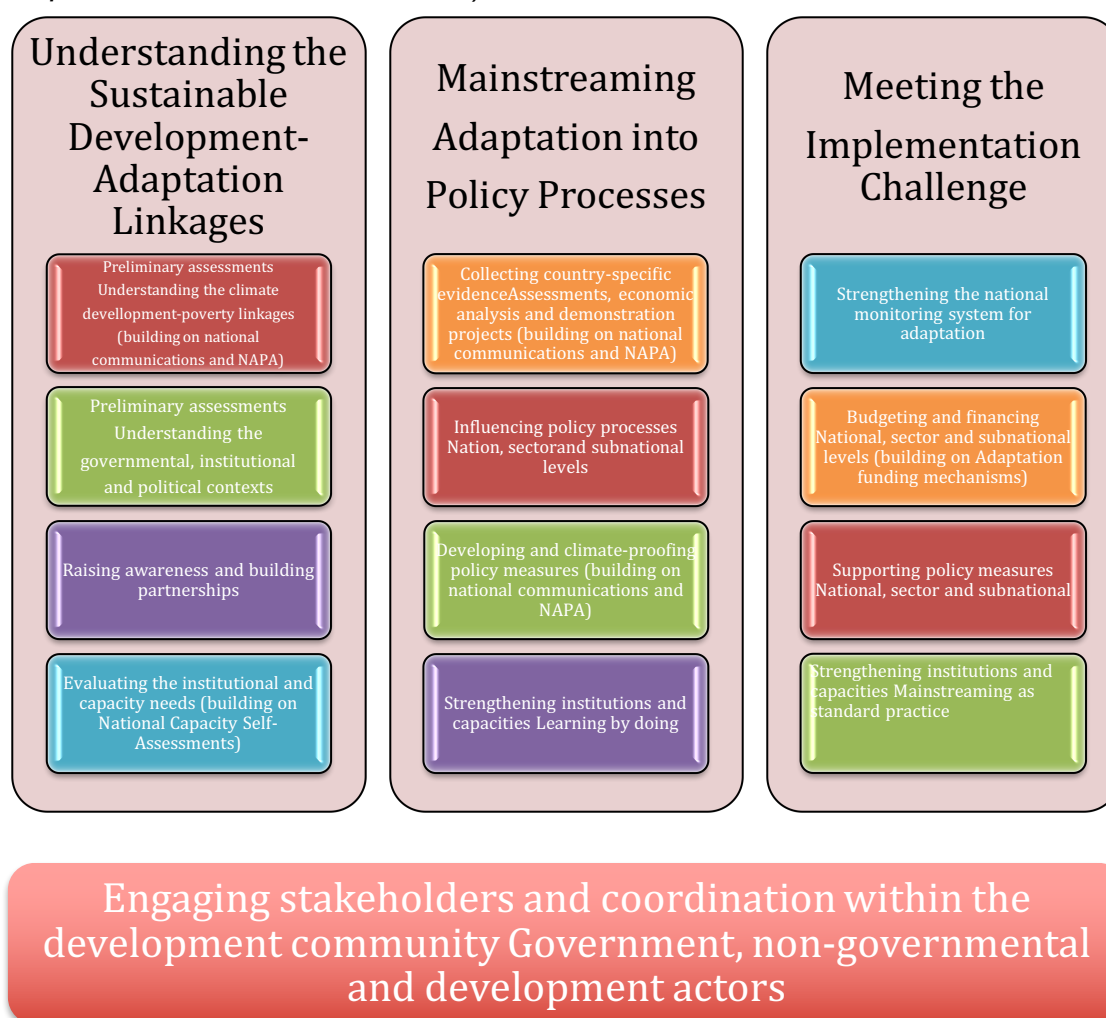 Understanding the
Sustainable
Development-
Adaptation
Linkages
Preliminary assessments
Understanding the climate
devellopment-poverty linkages
(building on national
communications and NAPA)
Preliminary assessments
Understanding the
governmental, institutional
and political contexts
Raising awareness and building
partnerships
Evaluating the institutional and
capacity needs (building on
National Capacity Self-
Assessments)
Mainstreaming
Adaptation into
Policy Processes
Collecting country-specific
evidenceAssessments, economic
analysis and demonstration
projects (building on national
communications and NAPA)
Influencing policy processes
Nation, sectorand subnational
levels
Developing and climate-proofing
policy measures (building on
national communications and
NAPA)
Strengthening institutions and
capacities Learning by doing
Meeting the
Implementation
Challenge
Strengthening the national
monitoring system for
adaptation
Budgeting and financing
National, sector and subnational
levels (building on Adaptation
funding mechanisms)
Supporting policy measures
National, sector and subnational
Strengthening institutions and
capacities Mainstreaming as
standard practice
Engaging stakeholders and coordination within the
development community Government, non-governmental
and development actors